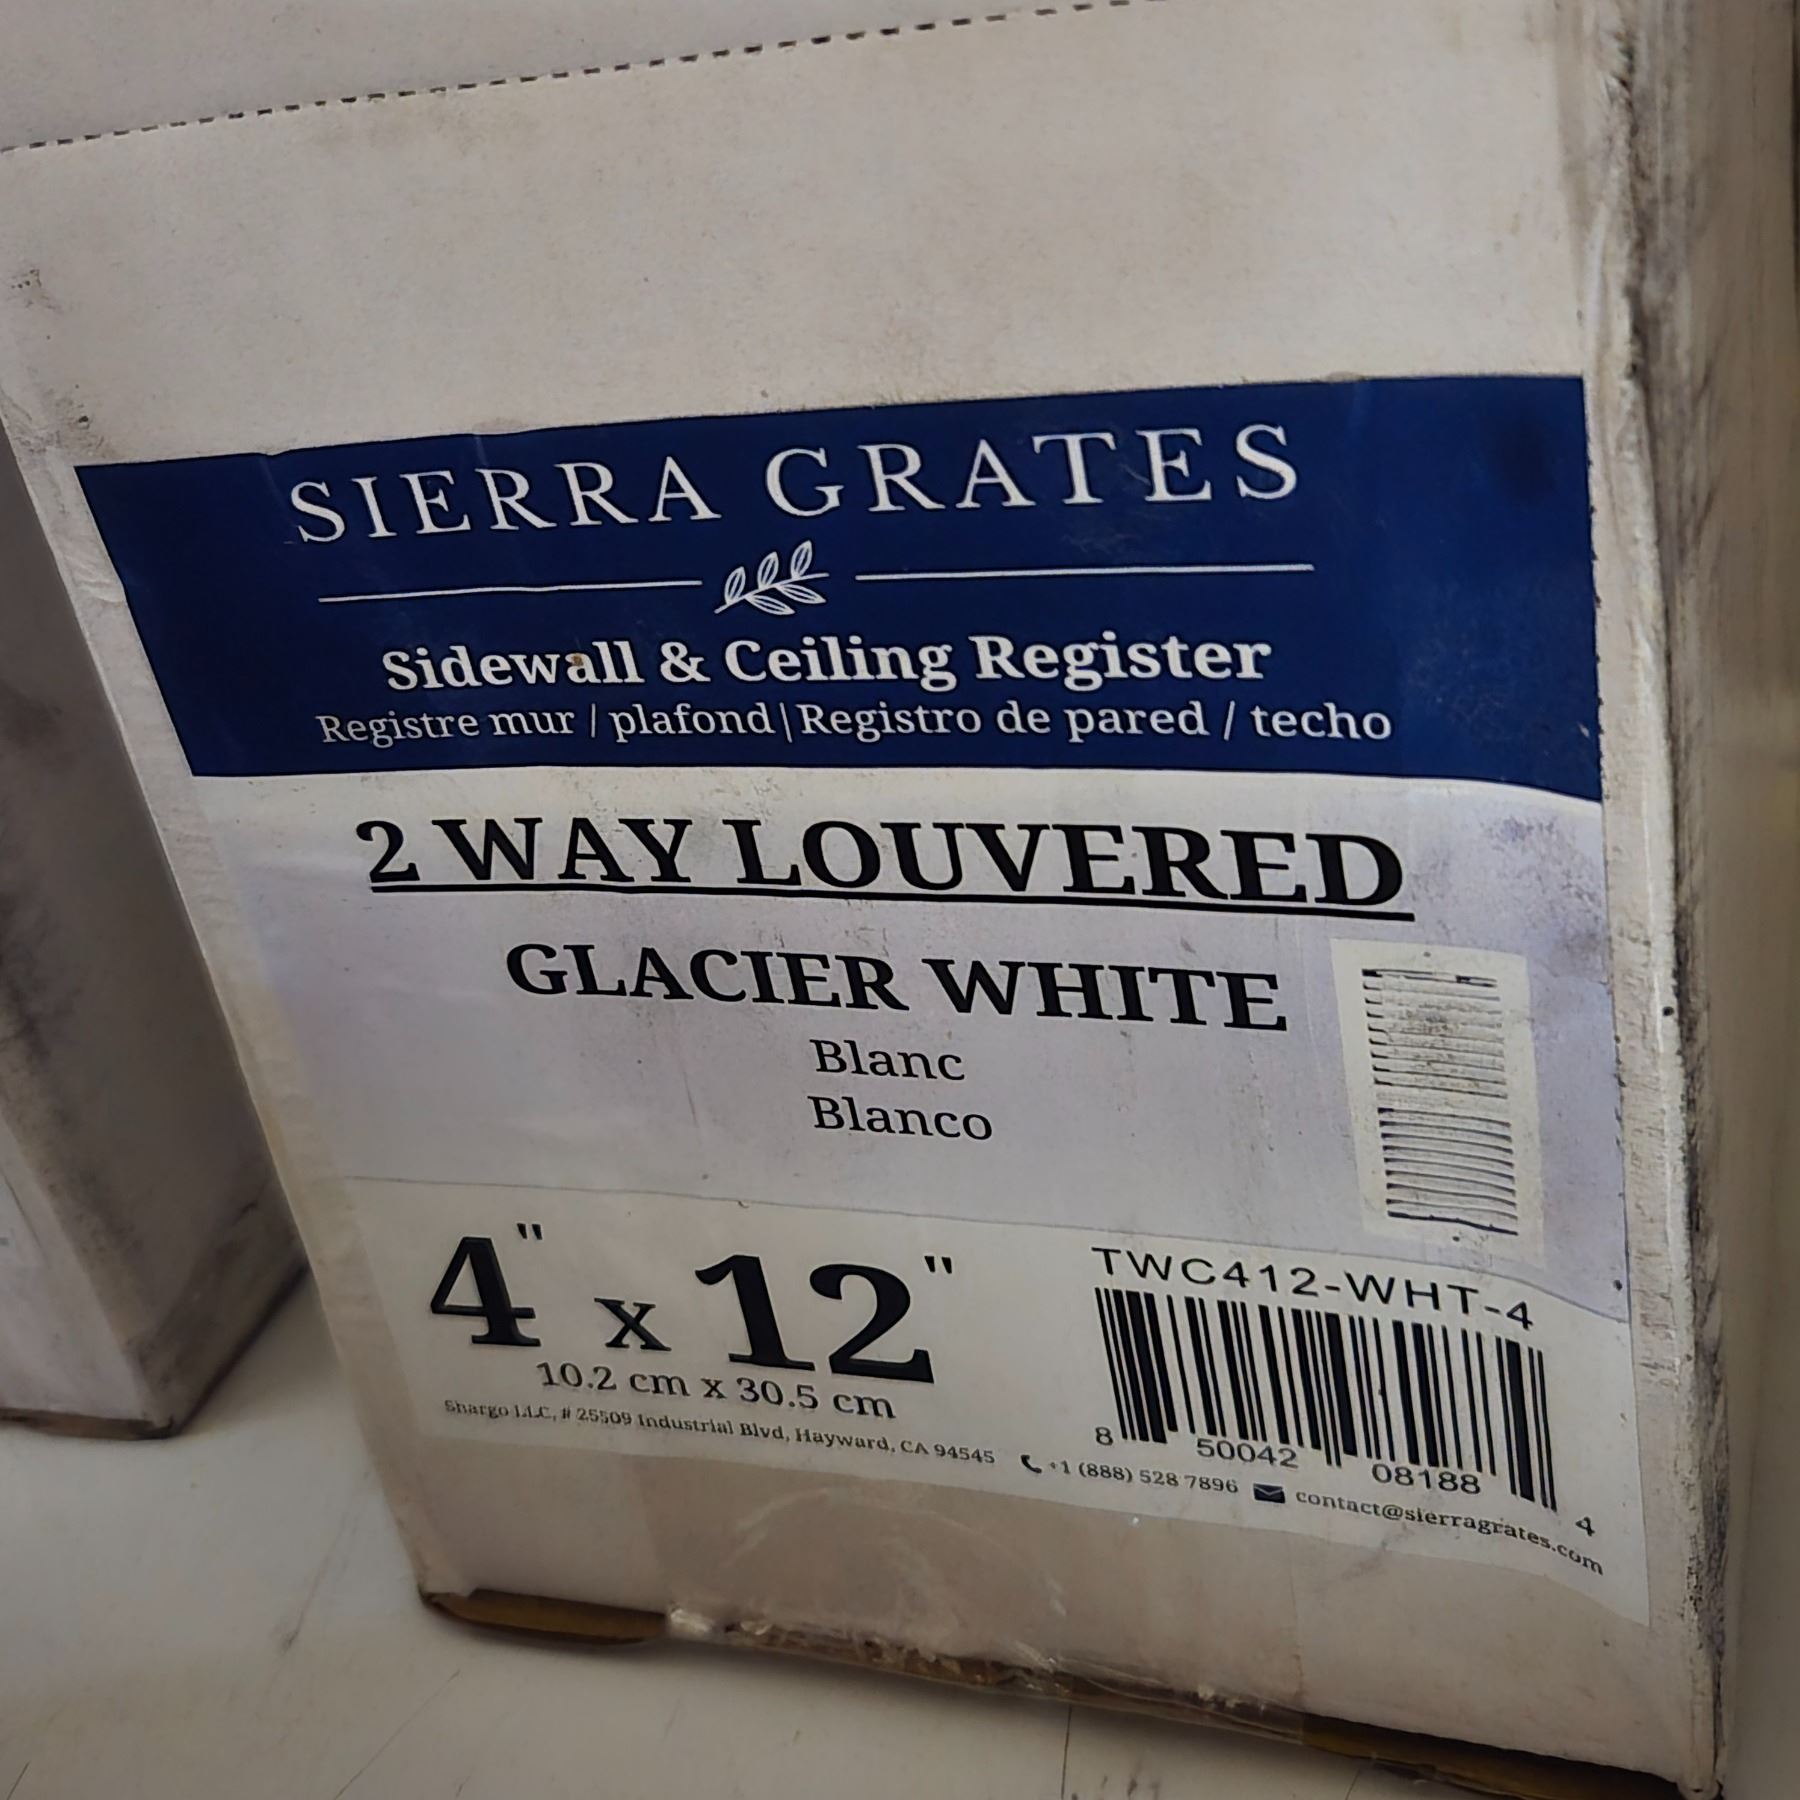 SIERRA GRATES
Sidewall & Ceiling Register
Registre mur / plafond|Registro de pared / techo
2 WAY LOUVERED
GLACIER WHITE
Blanc
Blanco
4" x 12"
10.2 cm x 30.5 cm
TWC412-WHT-4
8 50042 08188 4
Shargo LLC, # 25509 Industrial Blvd, Hayward, CA 94545 +1 (888) 528 7896 contact@sierragrates.com